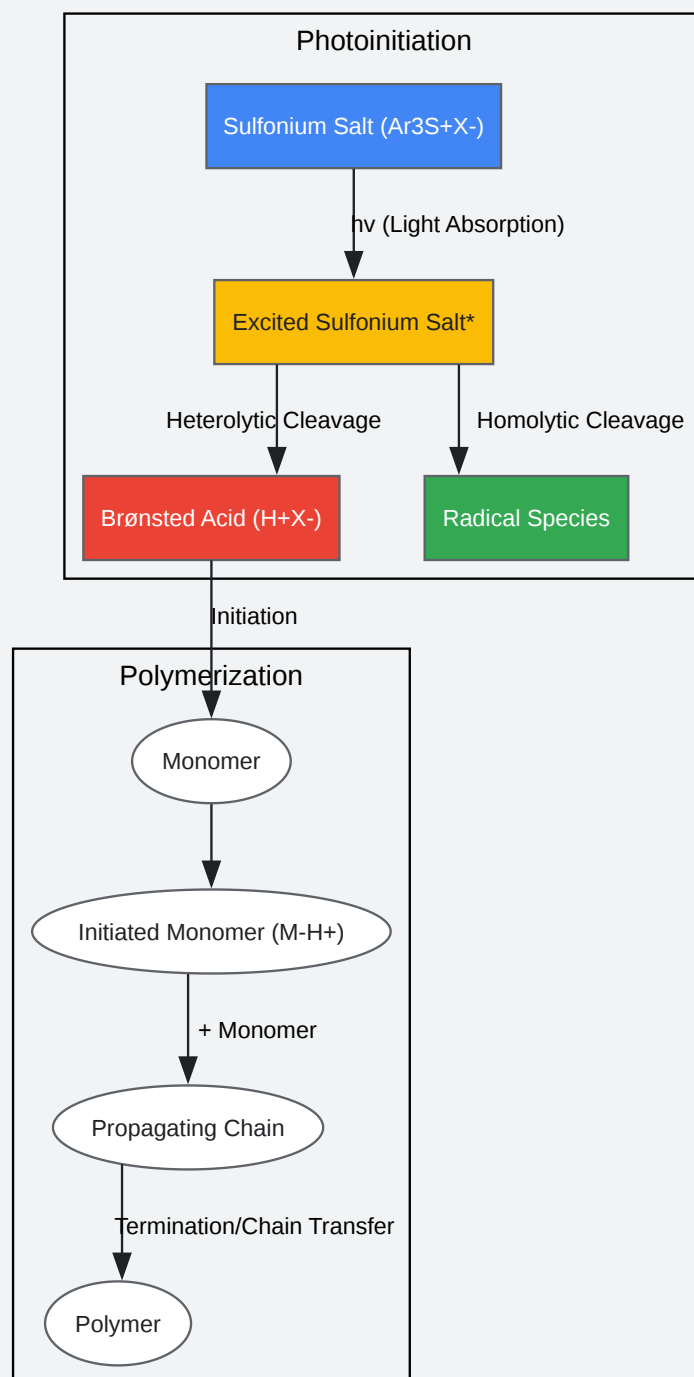 Photoinitiation
Sulfonium Salt (Ar3S+X-)
hv (Light Absorption)
Excited Sulfonium Salt*
Heterolytic Cleavage
Homolytic Cleavage
Brønsted Acid (H+X-)
Radical Species
Initiation
Polymerization
Monomer
Initiated Monomer (M-H+)
+ Monomer
Propagating Chain
Termination/Chain Transfer
Polymer